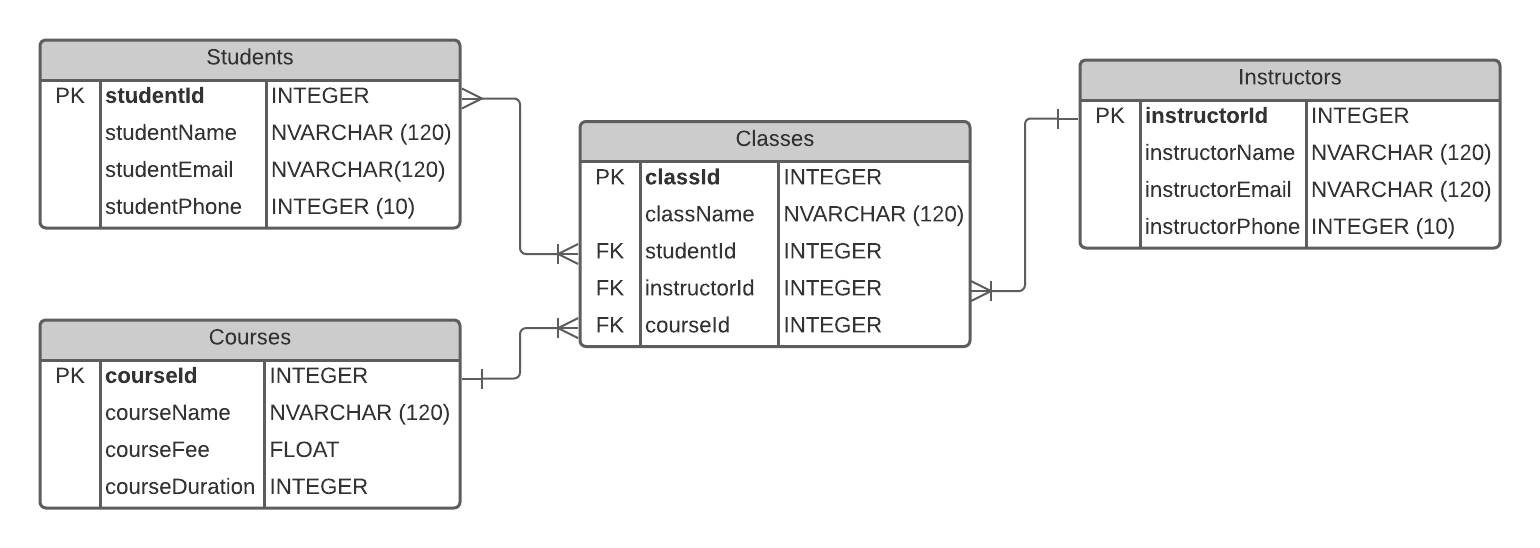 Students
PK studentId INTEGER
studentName NVARCHAR (120)
studentEmail NVARCHAR(120)
studentPhone INTEGER (10)
Courses
PK courseId INTEGER
courseName NVARCHAR (120)
courseFee FLOAT
courseDuration INTEGER
Classes
PK classId INTEGER
className NVARCHAR (120)
FK studentId INTEGER
FK instructorId INTEGER
FK courseId INTEGER
Instructors
PK instructorId INTEGER
instructorName NVARCHAR (120)
instructorEmail NVARCHAR (120)
instructorPhone INTEGER (10)